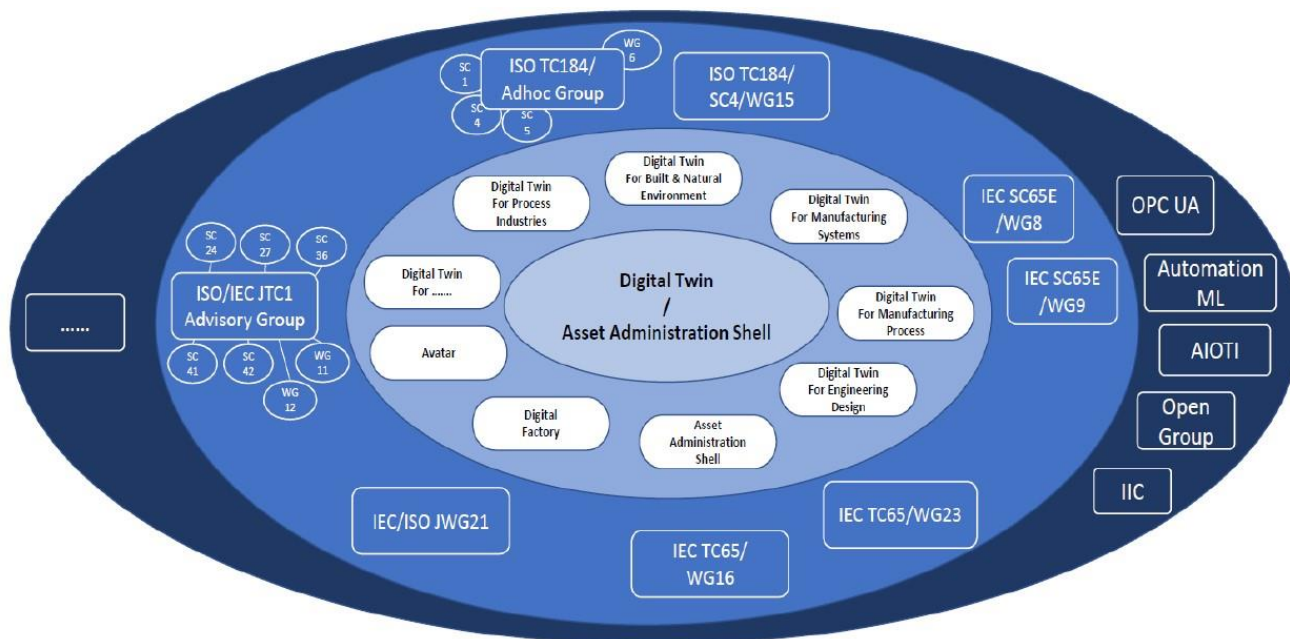 WG
6
SC
1
ISO TC184/
Adhoc Group
SC
4
SC
5
ISO TC184/
SC4/WG15
Digital Twin
For Built & Natural
Environment
Digital Twin
For Process
Industries
Digital Twin
For Manufacturing
Systems
IEC SC65E
/WG8
OPC UA
SC
24
SC
27
SC
36
ISO/IEC JTC1
Advisory Group
SC
41
SC
42
WG
11
WG
12
......
Digital Twin
For .......
Avatar
Digital Twin
/
Asset Administration Shell
Digital Twin
For Manufacturing
Process
IEC SC65E
/WG9
Automation
ML
AIOTI
Digital Twin
For Engineering
Design
Digital
Factory
Asset
Administration
Shell
Open
Group
IIC
IEC/ISO JWG21
IEC TC65/
WG16
IEC TC65/WG23